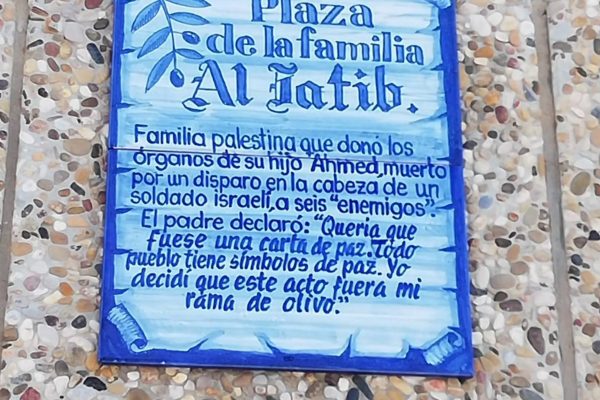 Plaza
de la familia
Al Jatib.
Familia palestina que donó los
órganos de su hijo Ahmed, muerto
por un disparo en la cabeza de un
soldado israelí, a seis "enemigos".
El padre declaró: "Quería que
fuese una carta de paz. Todo
pueblo tiene símbolos de paz. Yo
decidí que este acto fuera mi
rama de olivo."